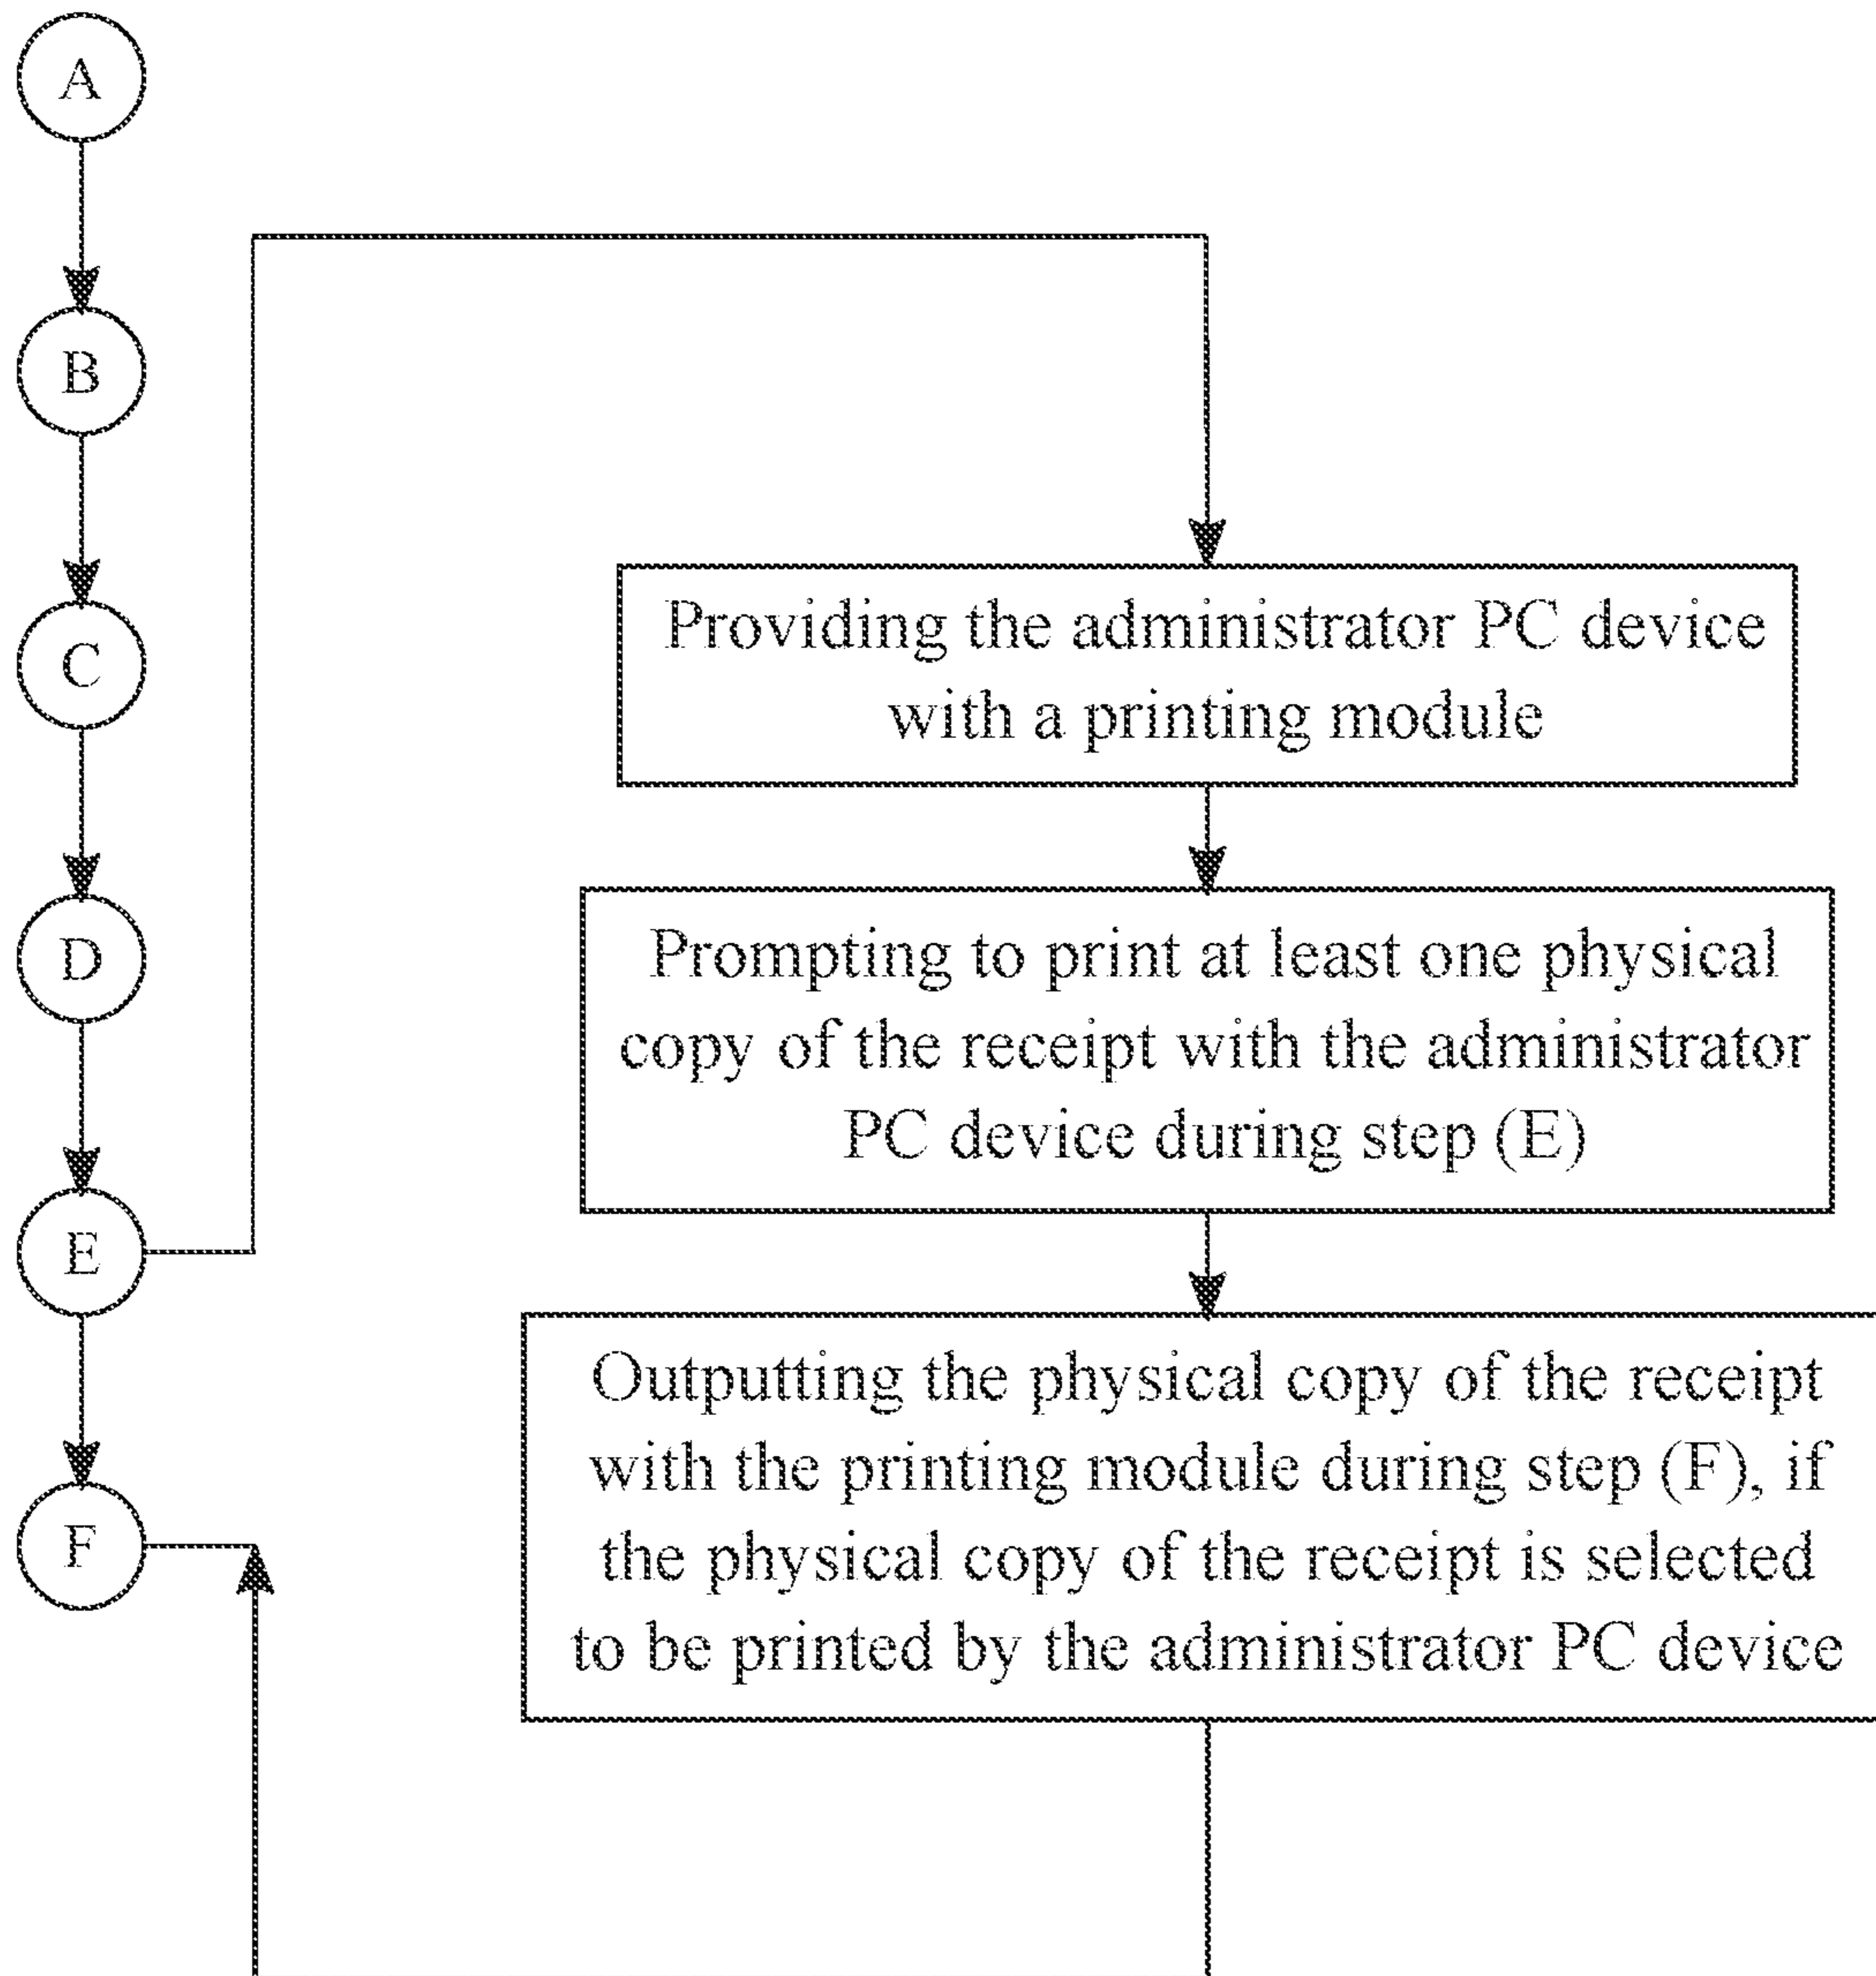 A
B
C
D
E
F
Providing the administrator PC device
with a printing module
Prompting to print at least one physical
copy of the receipt with the administrator
PC device during step (E)
Outputting the physical copy of the receipt
with the printing module during step (F), if
the physical copy of the receipt is selected
to be printed by the administrator PC device